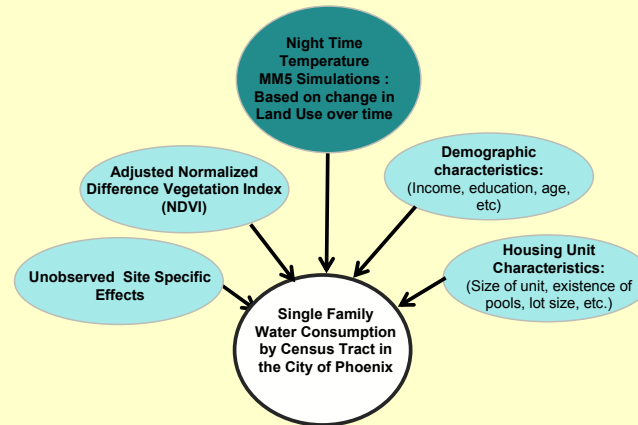 Night Time
Temperature
MM5 Simulations :
Based on change in
Land Use over time
Adjusted Normalized
Difference Vegetation Index
(NDVI)
Demographic
characteristics:
(Income, education, age,
etc)
Unobserved Site Specific
Effects
Housing Unit
Characteristics:
(Size of unit, existence of
pools, lot size, etc.)
Single Family
Water Consumption
by Census Tract in
the City of Phoenix